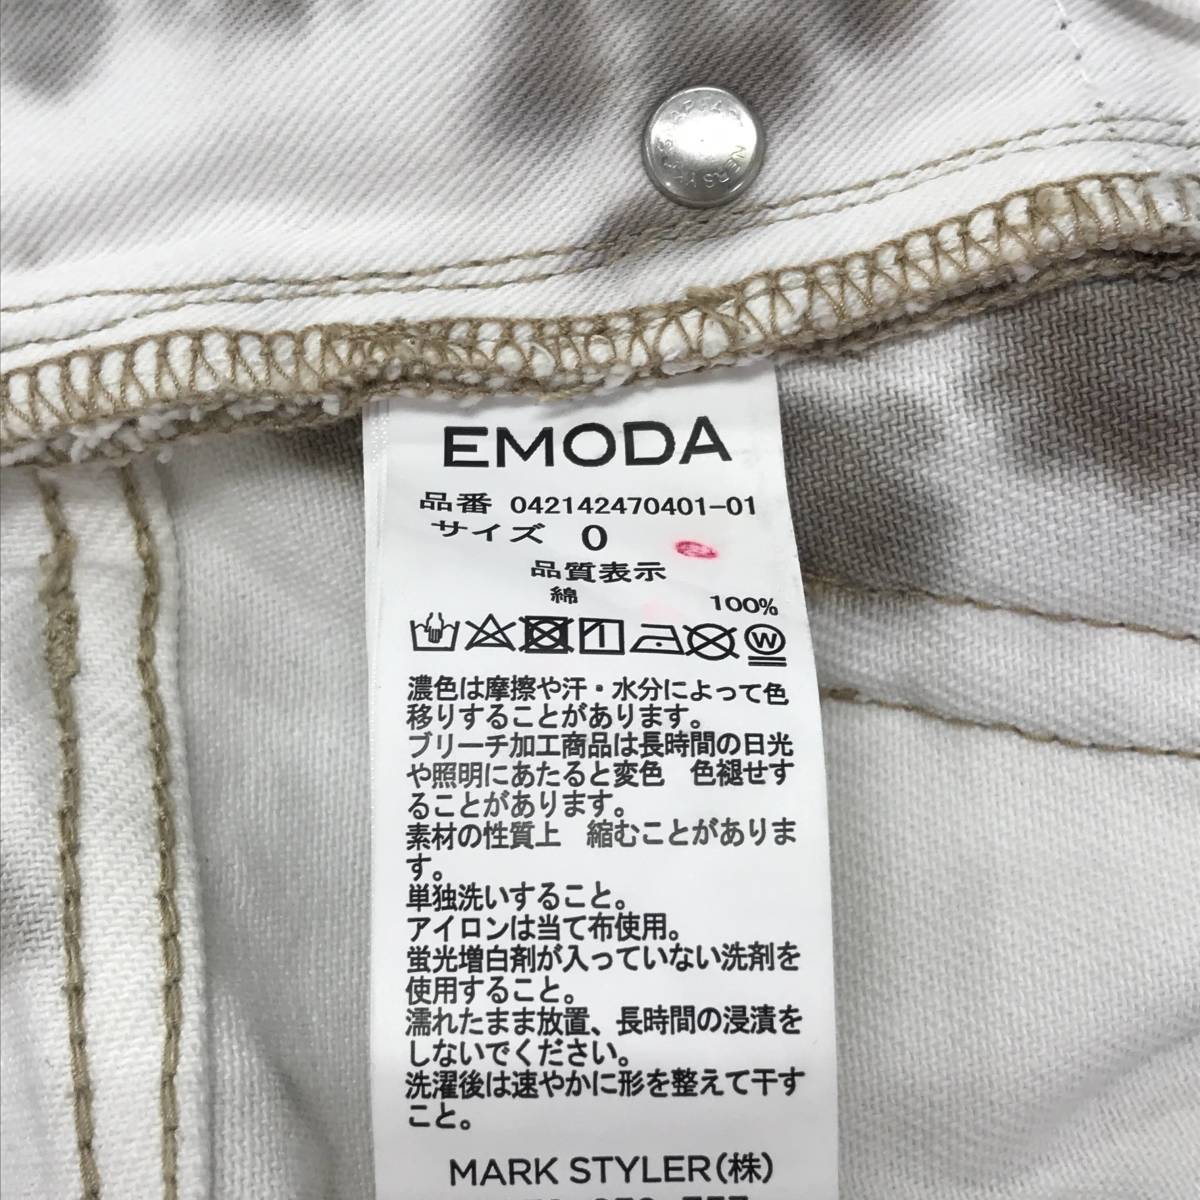 EMODA
品番 042142470401-01
サイズ 0
品質表示
綿 100%
濃色は摩擦や汗・水分によって色
移りすることがあります。
ブリーチ加工商品は長時間の日光
や照明にあたると変色 色褪せす
ることがあります。
素材の性質上 縮むことがありま
す。
単独洗いすること。
アイロンは当て布使用。
蛍光増白剤が入っていない洗剤を
使用すること。
濡れたまま放置、長時間の浸漬を
しないでください。
洗濯後は速やかに形を整えて干す
こと。
MARK STYLER(株)